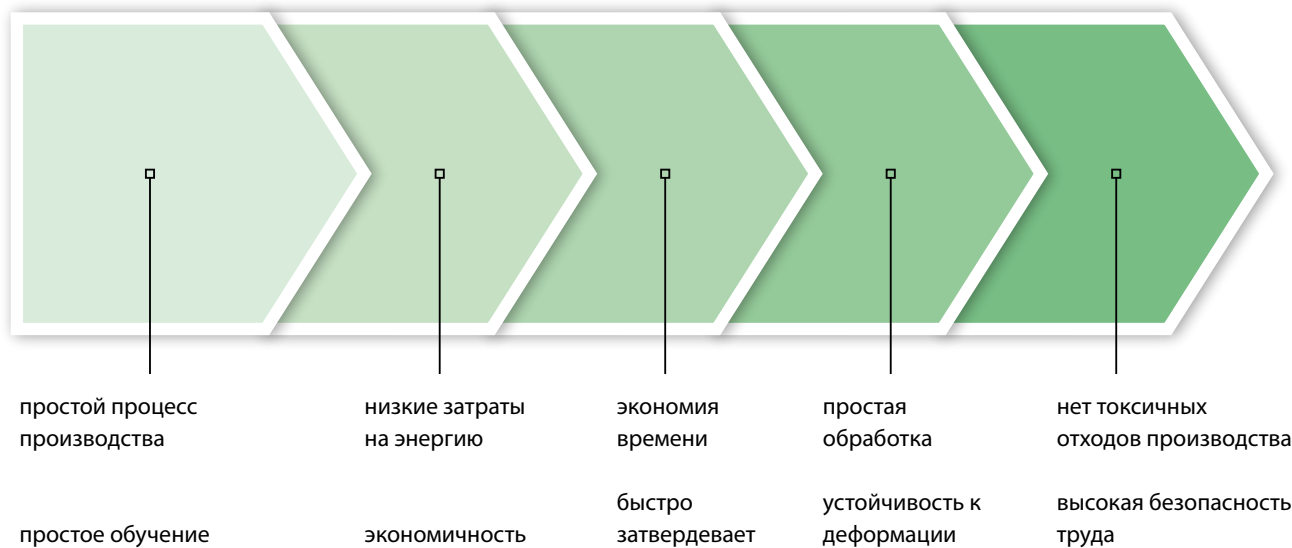 простой процесс
производства
простое обучение
низкие затраты
на энергию
экономичность
экономия
времени
быстро
затвердевает
простая
обработка
устойчивость к
деформации
нет токсичных
отходов производства
высокая безопасность
труда